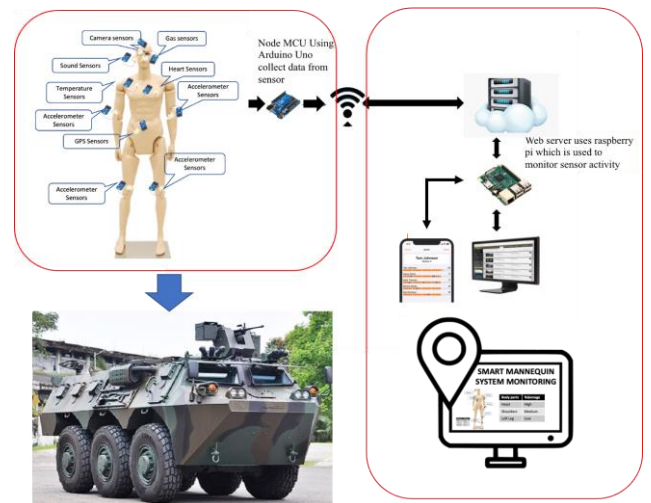 Camera sensors
Gas sensors
Sound Sensors
Heart Sensors
Temperature
Sensors
Accelerometer
Sensors
Accelerometer
Sensors
GPS Sensors
Accelerometer
Sensors
Accelerometer
Sensors
Node MCU Using
Arduino Uno
collect data from
sensor
Web server uses raspberry
pi which is used to
monitor sensor activity
Tom Johnson
SMART MANNEQUIN
SYSTEM MONITORING
Body parts
Head High
Shoulders Medium
Left Leg Low